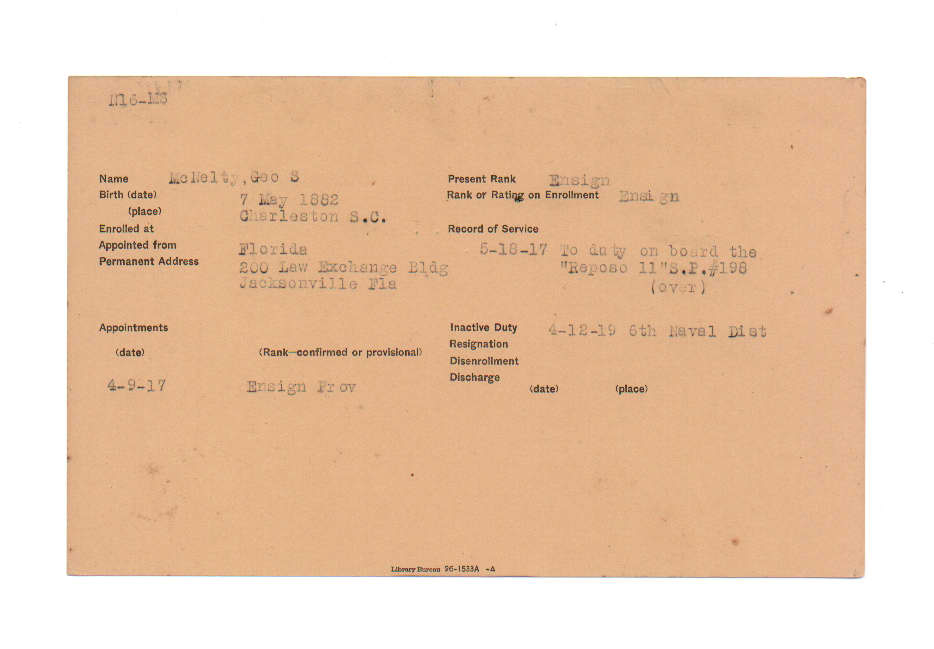 N16-MS
Name McNelty,Geo S
Birth (date) 7 May 1882
(place) Charleston S.C.
Enrolled at
Appointed from Florida
Permanent Address 200 Law Exchange Bldg
Jacksonville Fla
Present Rank Ensign
Rank or Rating on Enrollment Ensign
Record of Service
5-18-17 To duty on board the
"Reposo 11"S.P.#198
(over)
Appointments
(date) (Rank—confirmed or provisional)
4-9-17 Ensign Prov
Inactive Duty 4-12-19 6th Naval Dist
Resignation
Disenrollment
Discharge
(date) (place)
Library Bureau 96-1533A -A